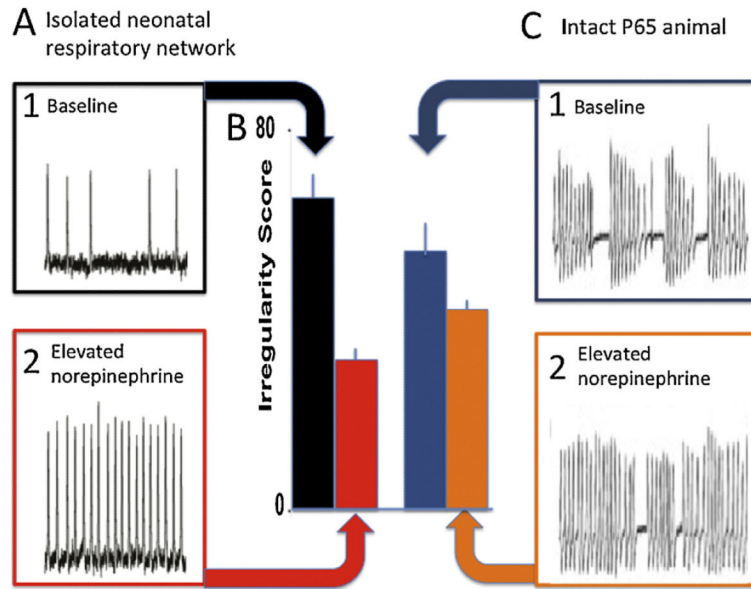 A Isolated neonatal
respiratory network
1 Baseline
2 Elevated
norepinephrine
B
80
Irregularity Score
0
C Intact P65 animal
1 Baseline
2 Elevated
norepinephrine